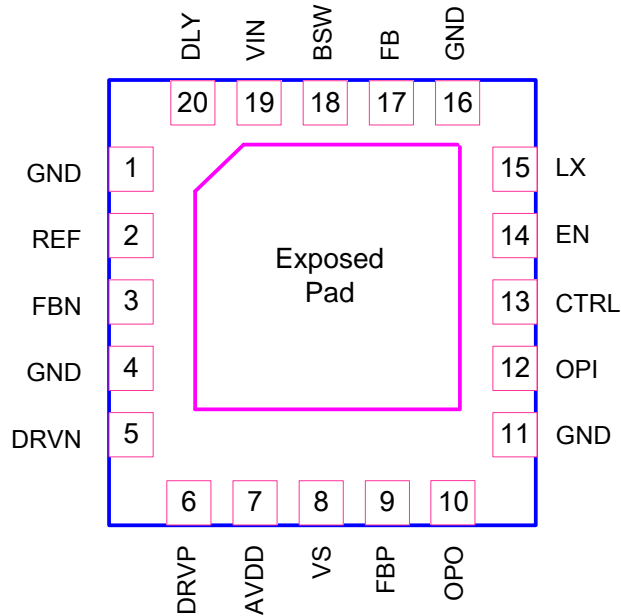 DLY
VIN
BSW
FB
GND
20
19
18
17
16
GND
1
REF
2
FBN
3
GND
4
DRVN
5
Exposed
Pad
15
LX
14
EN
13
CTRL
12
OPI
11
GND
6
7
8
9
10
DRVP
AVDD
VS
FBP
OPO